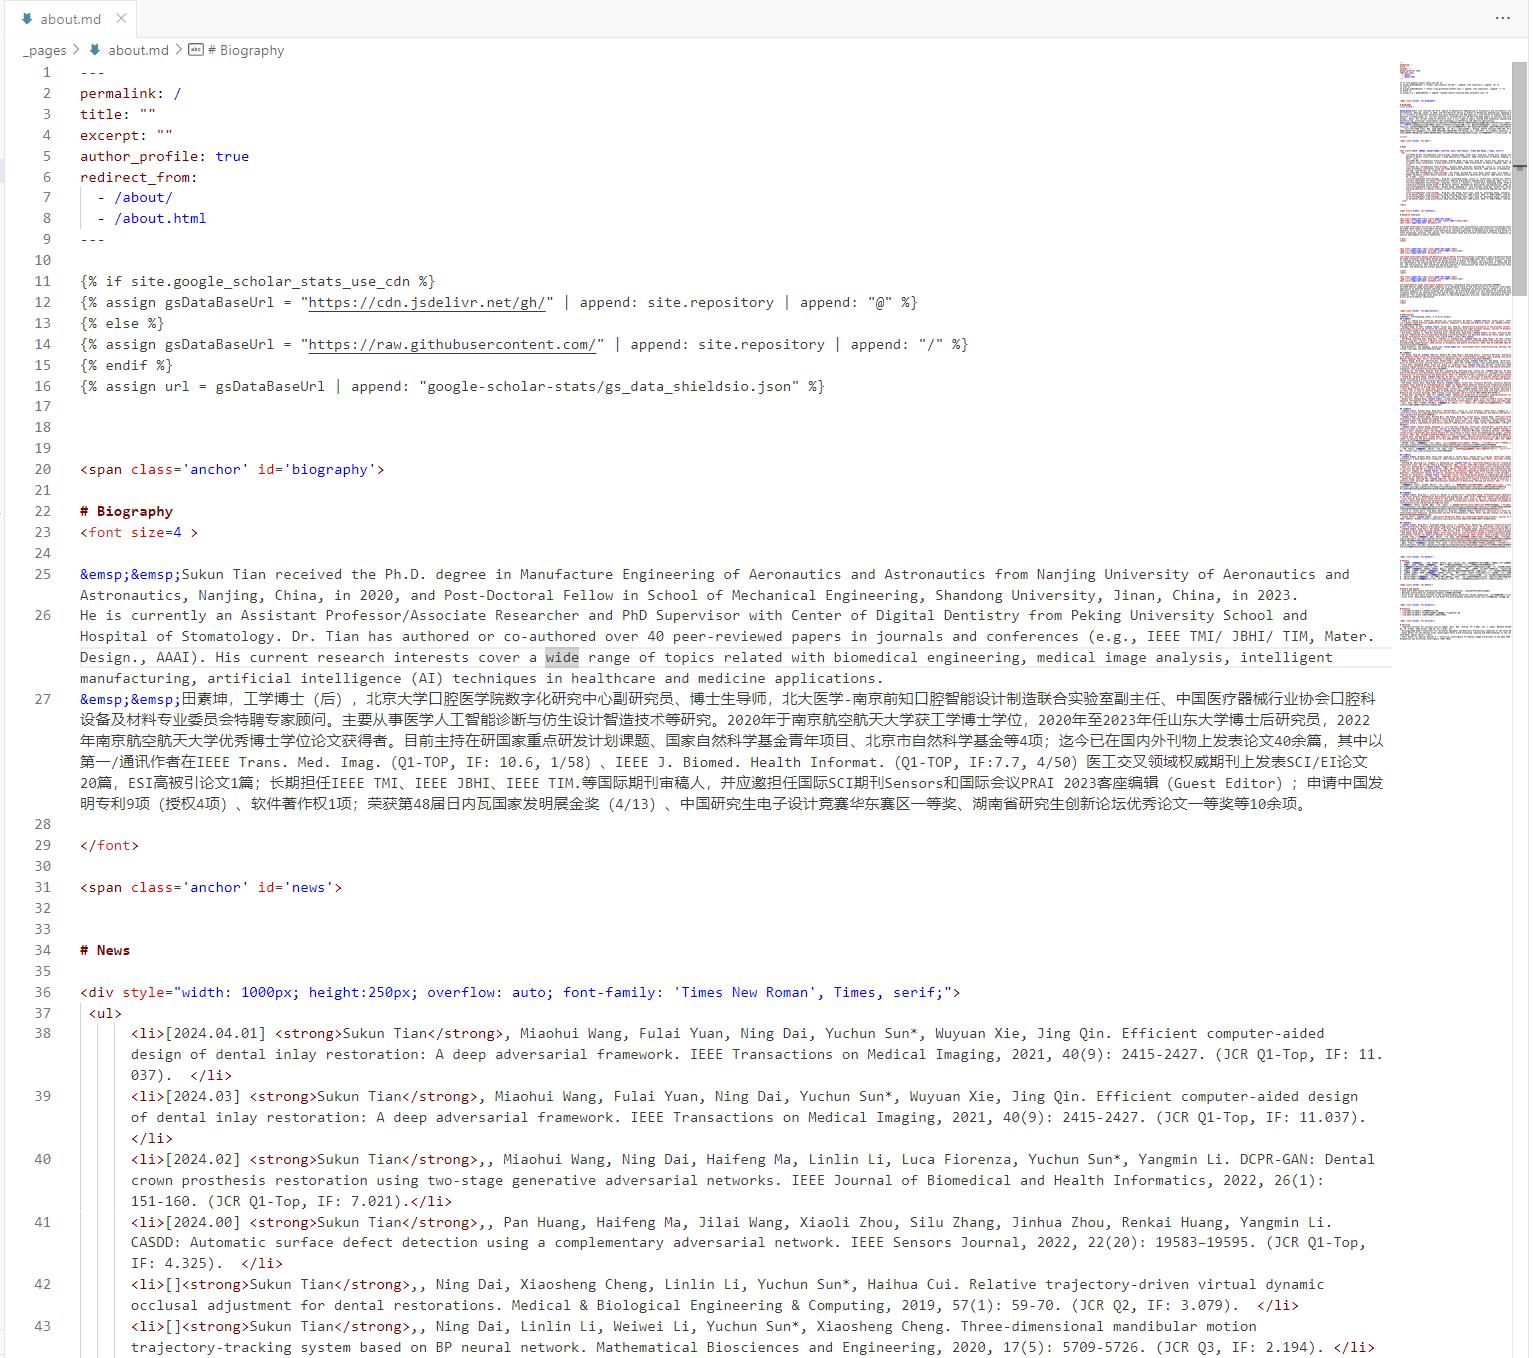 about.md
_pages > about.md > # Biography
1 ---
2 permalink: /
3 title: ""
4 excerpt: ""
5 author_profile: true
6 redirect_from:
7 - /about/
8 - /about.html
9 ---
10
11 {% if site.google_scholar_stats_use_cdn %}
12 {% assign gsDataBaseUrl = "https://cdn.jsdelivr.net/gh/" | append: site.repository | append: "@" %}
13 {% else %}
14 {% assign gsDataBaseUrl = "https://raw.githubusercontent.com/" | append: site.repository | append: "/" %}
15 {% endif %}
16 {% assign url = gsDataBaseUrl | append: "google-scholar-stats/gs_data_shieldsio.json" %}
17
18
19
20 <span class='anchor' id='biography'>
21
22 # Biography
23 <font size=4 >
24
25 &emsp;&emsp;Sukun Tian received the Ph.D. degree in Manufacture Engineering of Aeronautics and Astronautic from Nanjing University of Aeronautics and
Astronautics, Nanjing, China, in 2020, and Post-Doctoral Fellow in School of Mechanical Engineering, Shandong University, Jinan, China, in 2023.
26 He is currently an Assistant Professor/Associate Researcher and PhD Supervisor with Center of Digital Dentistry from Peking University School and
Hospital of Stomatology. Dr. Tian has authored or co-authored over 40 peer-reviewed papers in journals and conferences (e.g., IEEE TMI/ JBHI/ TIM, Mater.
Design., AAAI). His current research interests cover a wide range of topics related with biomedical engineering, medical image analysis, intelligent
manufacturing, artificial intelligence (AI) techniques in healthcare and medicine applications.
27 &emsp;&emsp;田素坤，工学博士（后），北京大学口腔医学院数字化研究中心副研究员、博士生导师，北大医学-南京前知口腔智能设计制造联合实验室副主任、中国医疗器械行业协会口腔科
设备及材料专业委员会特聘专家顾问。主要从事医学人工智能诊断与仿生设计智造技术等研究。2020年于南京航空航天大学获工学博士学位，2020年至2023年任山东大学博士后研究员，2022
年南京航空航天大学优秀博士学位论文获得者。目前主持在研国家重点研发计划课题、国家自然科学基金青年项目、北京市自然科学基金等4项；迄今已在国内外刊物上发表论文40余篇，其中以
第一/通讯作者在IEEE Trans. Med. Imag.（Q1-TOP, IF: 10.6, 1/58）、IEEE J. Biomed. Health Informat.（Q1-TOP, IF:7.7, 4/50）医工交叉领域权威期刊上发表SCI/EI论文
20篇，ESI高被引论文1篇；长期担任IEEE TMI、IEEE JBHI、IEEE TIM.等国际期刊审稿人，并应邀担任国际SCI期刊Sensors和国际会议PRAI 2023客座编辑（Guest Editor）；申请中国发
明专利9项（授权4项）、软件著作权1项；荣获第48届日内瓦国家发明展金奖（4/13）、中国研究生电子设计竞赛华东赛区一等奖、湖南省研究生创新论坛优秀论文一等奖等10余项。
28
29 </font>
30
31 <span class='anchor' id='news'>
32
33
34 # News
35
36 <div style="width: 1000px; height:250px; overflow: auto; font-family: 'Times New Roman', Times, serif;">
37 <ul>
38 <li>[2024.04.01] <strong>Sukun Tian</strong>, Miaohui Wang, Fulai Yuan, Ning Dai, Yuchun Sun*, Wuyuan Xie, Jing Qin. Efficient computer-aided
design of dental inlay restoration: A deep adversarial framework. IEEE Transactions on Medical Imaging, 2021, 40(9): 2415-2427. (JCR Q1-Top, IF: 11.
037).  </li>
39 <li>[2024.03] <strong>Sukun Tian</strong>, Miaohui Wang, Fulai Yuan, Ning Dai, Yuchun Sun*, Wuyuan Xie, Jing Qin. Efficient computer-aided design
of dental inlay restoration: A deep adversarial framework. IEEE Transactions on Medical Imaging, 2021, 40(9): 2415-2427. (JCR Q1-Top, IF: 11.037).
</li>
40 <li>[2024.02] <strong>Sukun Tian</strong>,, Miaohui Wang, Ning Dai, Haifeng Ma, Linlin Li, Luca Fiorenza, Yuchun Sun*, Yangmin Li. DCPR-GAN: Dental
crown prosthesis restoration using two-stage generative adversarial networks. IEEE Journal of Biomedical and Health Informatics, 2022, 26(1):
151-160. (JCR Q1-Top, IF: 7.021).</li>
41 <li>[2024.00] <strong>Sukun Tian</strong>,, Pan Huang, Haifeng Ma, Jilai Wang, Xiaoli Zhou, Silu Zhang, Jinhua Zhou, Renkai Huang, Yangmin Li.
CASDD: Automatic surface defect detection using a complementary adversarial network. IEEE Sensors Journal, 2022, 22(20): 19583–19595. (JCR Q1-Top,
IF: 4.325).  </li>
42 <li>[]<strong>Sukun Tian</strong>,, Ning Dai, Xiaosheng Cheng, Linlin Li, Yuchun Sun*, Haihua Cui. Relative trajectory-driven virtual dynamic
occlusal adjustment for dental restorations. Medical & Biological Engineering & Computing, 2019, 57(1): 59-70. (JCR Q2, IF: 3.079).  </li>
43 <li>[]<strong>Sukun Tian</strong>,, Ning Dai, Linlin Li, Weiwei Li, Yuchun Sun*, Xiaosheng Cheng. Three-dimensional mandibular motion
trajectory-tracking system based on BP neural network. Mathematical Biosciences and Engineering, 2020, 17(5): 5709-5726. (JCR Q3, IF: 2.194). </li>